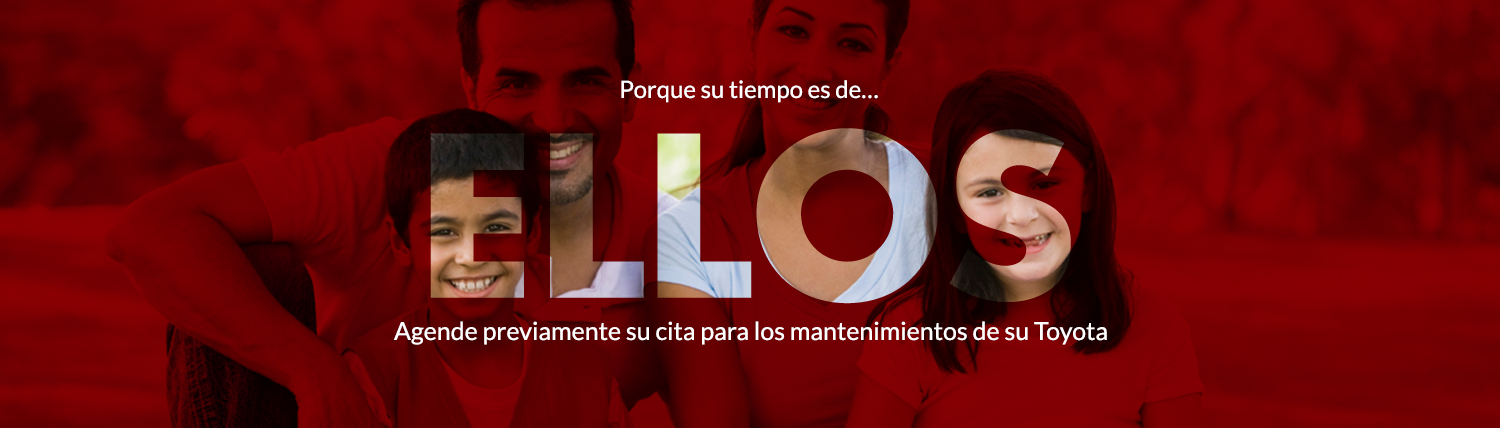 Porque su tiempo es de...
ELLOS
Agende previamente su cita para los mantenimientos de su Toyota